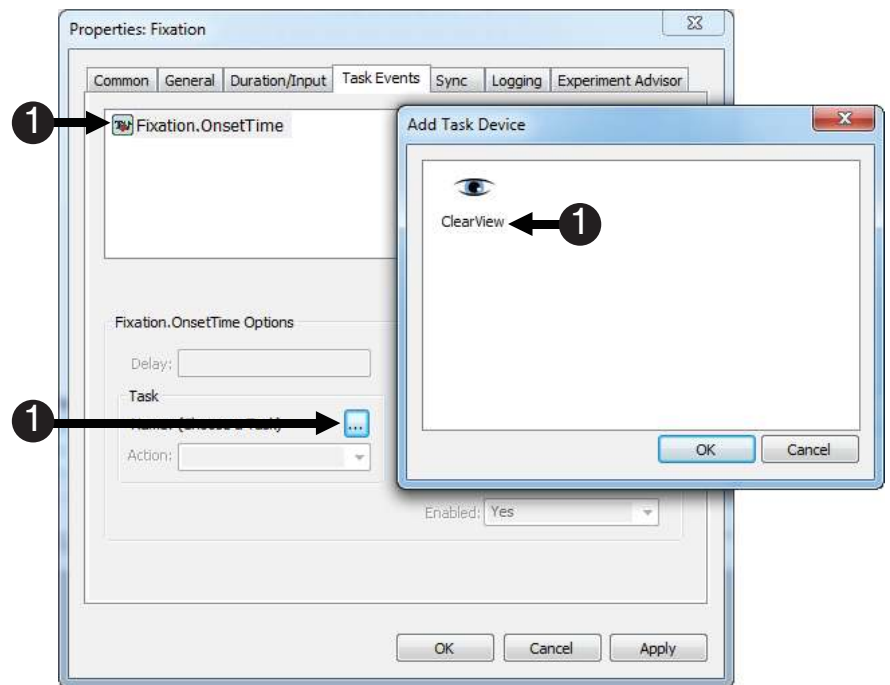 Properties: Fixation
Common General Duration/Input Task Events Sync Logging Experiment Advisor
1 Fixation.OnsetTime
Add Task Device
ClearView 1
Fixation.OnsetTime Options
Delay:
Task
1
...
Action:
OK Cancel
Enabled: Yes
OK Cancel Apply